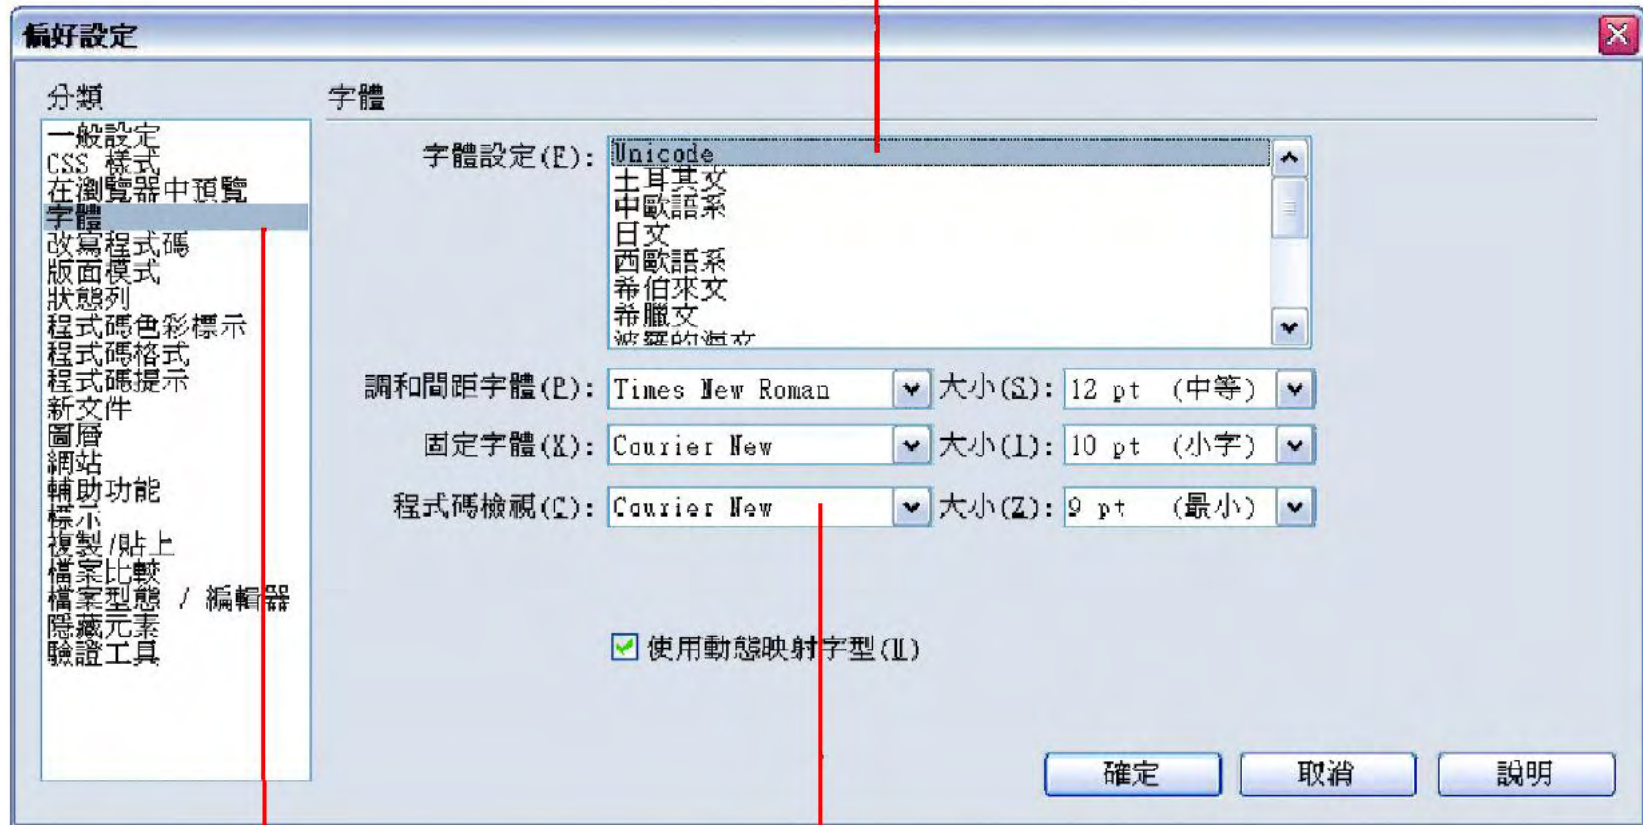 偏好設定
分類
一般設定
CSS 樣式
在瀏覽器中預覽
字體
改寫程式碼
版面模式
狀態列
程式碼色彩標示
程式碼格式
程式碼提示
新文件
圖層
網站
輔助功能
標示
複製/貼上
檔案比較
檔案型態 / 編輯器
隱藏元素
驗證工具
字體
字體設定(F):
Unicode
土耳其文
中歐語系
日文
西歐語系
希伯來文
希臘文
波羅的海文
調和間距字體(P): Times New Roman 大小(S): 12 pt (中等)
固定字體(X): Courier New 大小(I): 10 pt (小字)
程式碼檢視(C): Courier New 大小(Z): 9 pt (最小)
使用動態映射字型(U)
確定 取消 說明